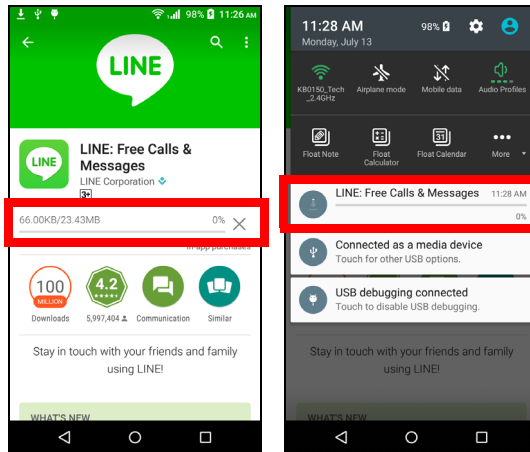 98% 11:26 AM
LINE
LINE
LINE: Free Calls &
Messages
LINE Corporation
3+
66.00KB/23.43MB 0%
In-app purchases
100
MILLION
4.2
Downloads 5,997,404 Communication Similar
Stay in touch with your friends and family
using LINE!
WHAT'S NEW
11:28 AM 98%
Monday, July 13
KB0150_Tech
_2.4GHz
Airplane mode
Mobile data
Audio Profiles
31
Float Note
Float
Calculator
Float Calendar
More
LINE: Free Calls & Messages 11:28 AM
0%
Connected as a media device
Touch for other USB options.
USB debugging connected
Touch to disable USB debugging.
Stay in touch with your friends and family
using LINE!
WHAT'S NEW